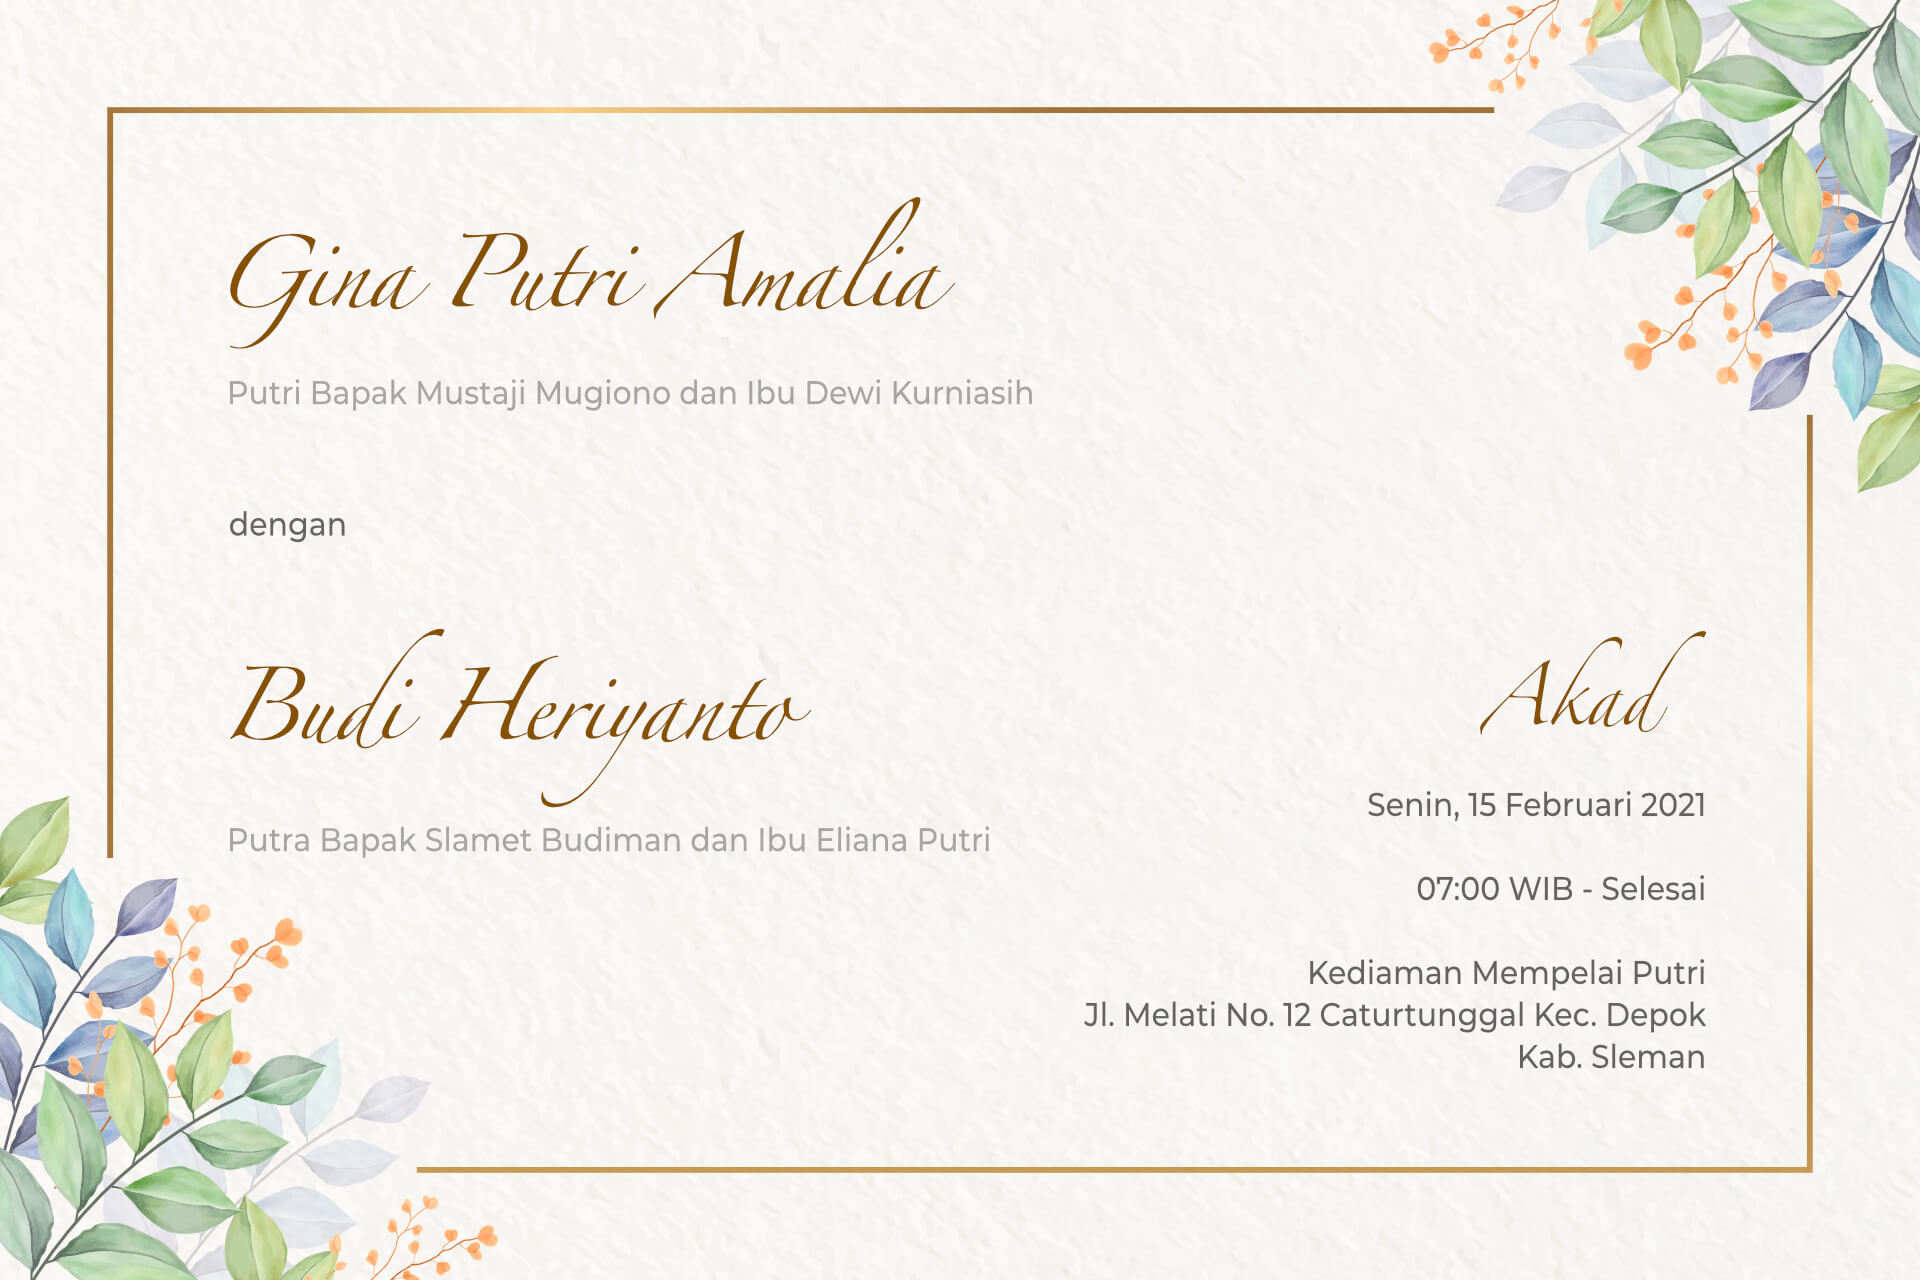 Gina Putri Amalia
Putri Bapak Mustaji Mugiono dan Ibu Dewi Kurniasih
dengan
Budi Heriyanto
Putra Bapak Slamet Budiman dan Ibu Eliana Putri
Akad
Senin, 15 Februari 2021
07:00 WIB - Selesai
Kediaman Mempelai Putri
Jl. Melati No. 12 Caturtunggal Kec. Depok
Kab. Sleman